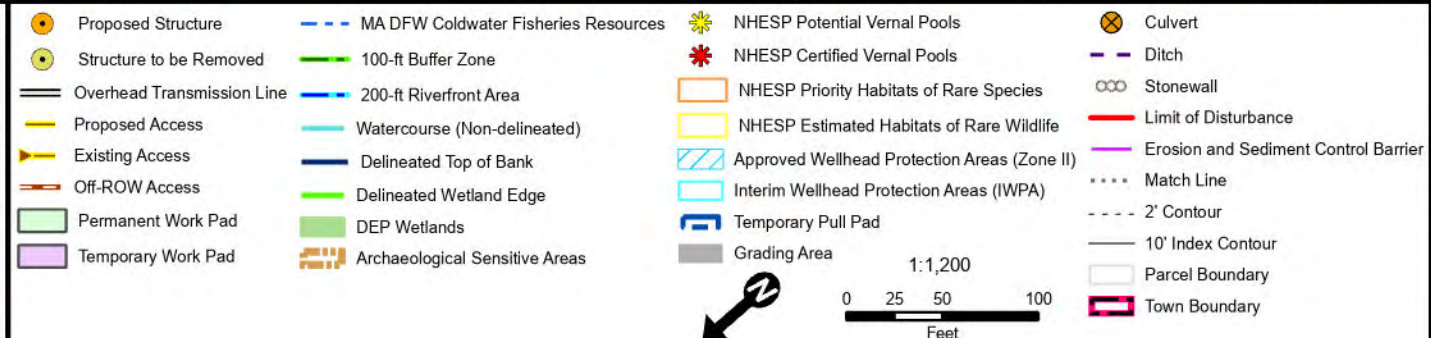 Proposed Structure
Structure to be Removed
Overhead Transmission Line
Proposed Access
Existing Access
Off-ROW Access
Permanent Work Pad
Temporary Work Pad
MA DFW Coldwater Fisheries Resources
100-ft Buffer Zone
200-ft Riverfront Area
Watercourse (Non-delineated)
Delineated Top of Bank
Delineated Wetland Edge
DEP Wetlands
Archaeological Sensitive Areas
NHESP Potential Vernal Pools
NHESP Certified Vernal Pools
NHESP Priority Habitats of Rare Species
NHESP Estimated Habitats of Rare Wildlife
Approved Wellhead Protection Areas (Zone II)
Interim Wellhead Protection Areas (IWPA)
Temporary Pull Pad
Grading Area
N
1:1,200
0 25 50 100
Feet
Culvert
Ditch
Stonewall
Limit of Disturbance
Erosion and Sediment Control Barrier
Match Line
2' Contour
10' Index Contour
Parcel Boundary
Town Boundary